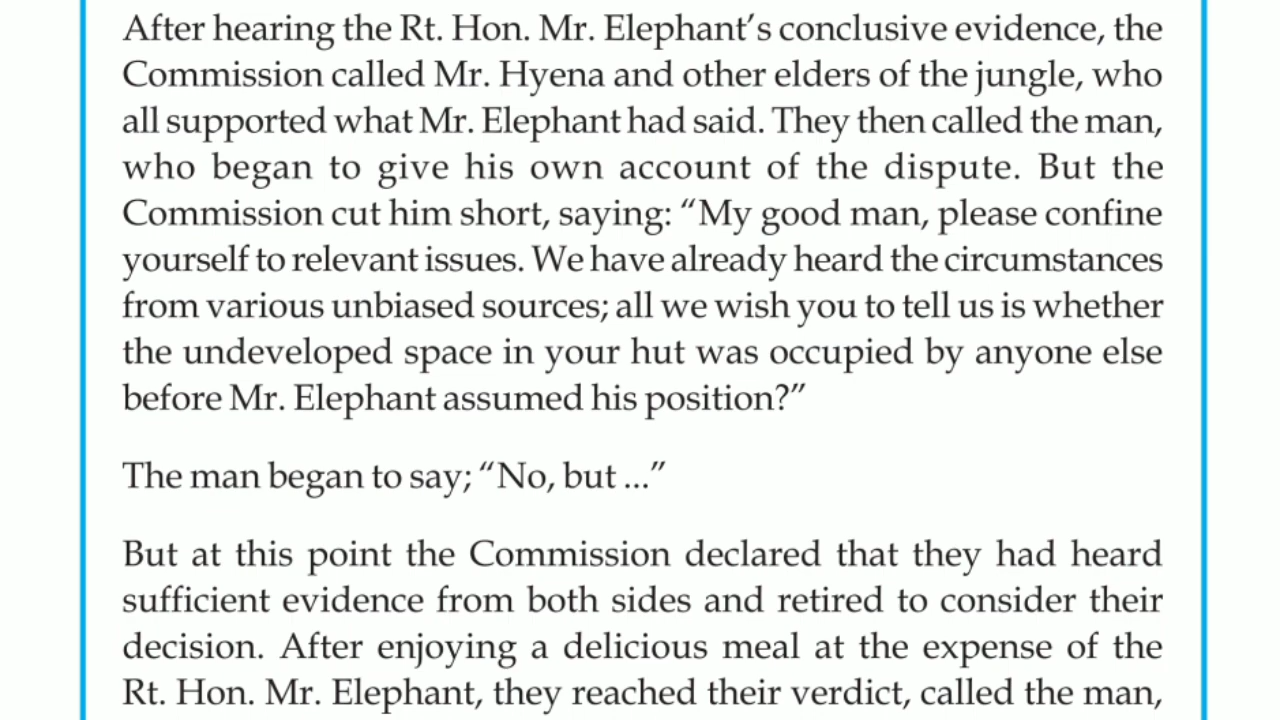 After hearing the Rt. Hon. Mr. Elephant’s conclusive evidence, the
Commission called Mr. Hyena and other elders of the jungle, who
all supported what Mr. Elephant had said. They then called the man,
who began to give his own account of the dispute. But the
Commission cut him short, saying: “My good man, please confine
yourself to relevant issues. We have already heard the circumstances
from various unbiased sources; all we wish you to tell us is whether
the undeveloped space in your hut was occupied by anyone else
before Mr. Elephant assumed his position?”
The man began to say; “No, but ...”
But at this point the Commission declared that they had heard
sufficient evidence from both sides and retired to consider their
decision. After enjoying a delicious meal at the expense of the
Rt. Hon. Mr. Elephant, they reached their verdict, called the man,